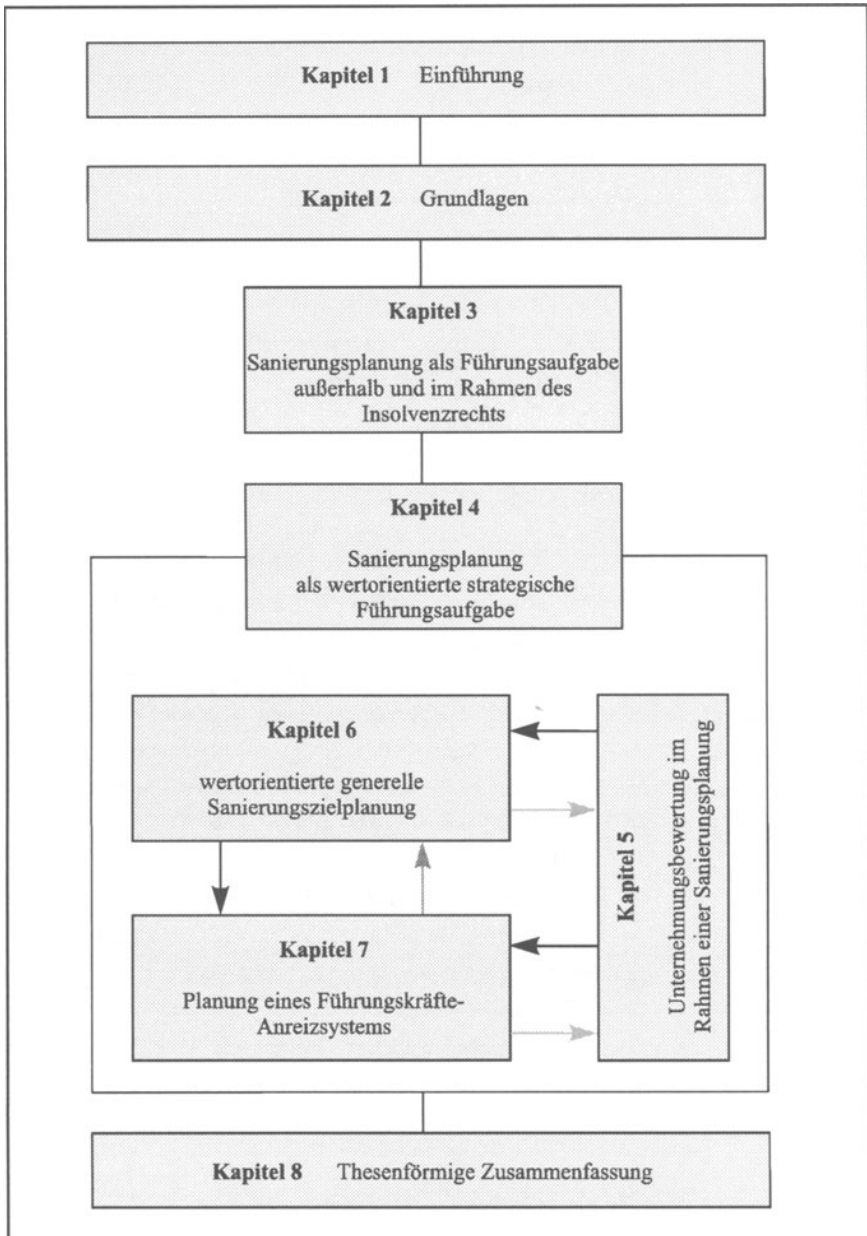 Kapitel 1 Einführung
Kapitel 2 Grundlagen
Kapitel 3
Sanierungsplanung als Führungsaufgabe
außerhalb und im Rahmen des
Insolvenzrechts
Kapitel 4
Sanierungsplanung
als wertorientierte strategische
Führungsaufgabe
Kapitel 6
wertorientierte generelle
Sanierungszielplanung
Kapitel 5
Unternehmungsbewertung im
Rahmen einer Sanierungsplanung
Kapitel 7
Planung eines Führungskräfte-
Anreizsystems
Kapitel 8 Thesenförmige Zusammenfassung